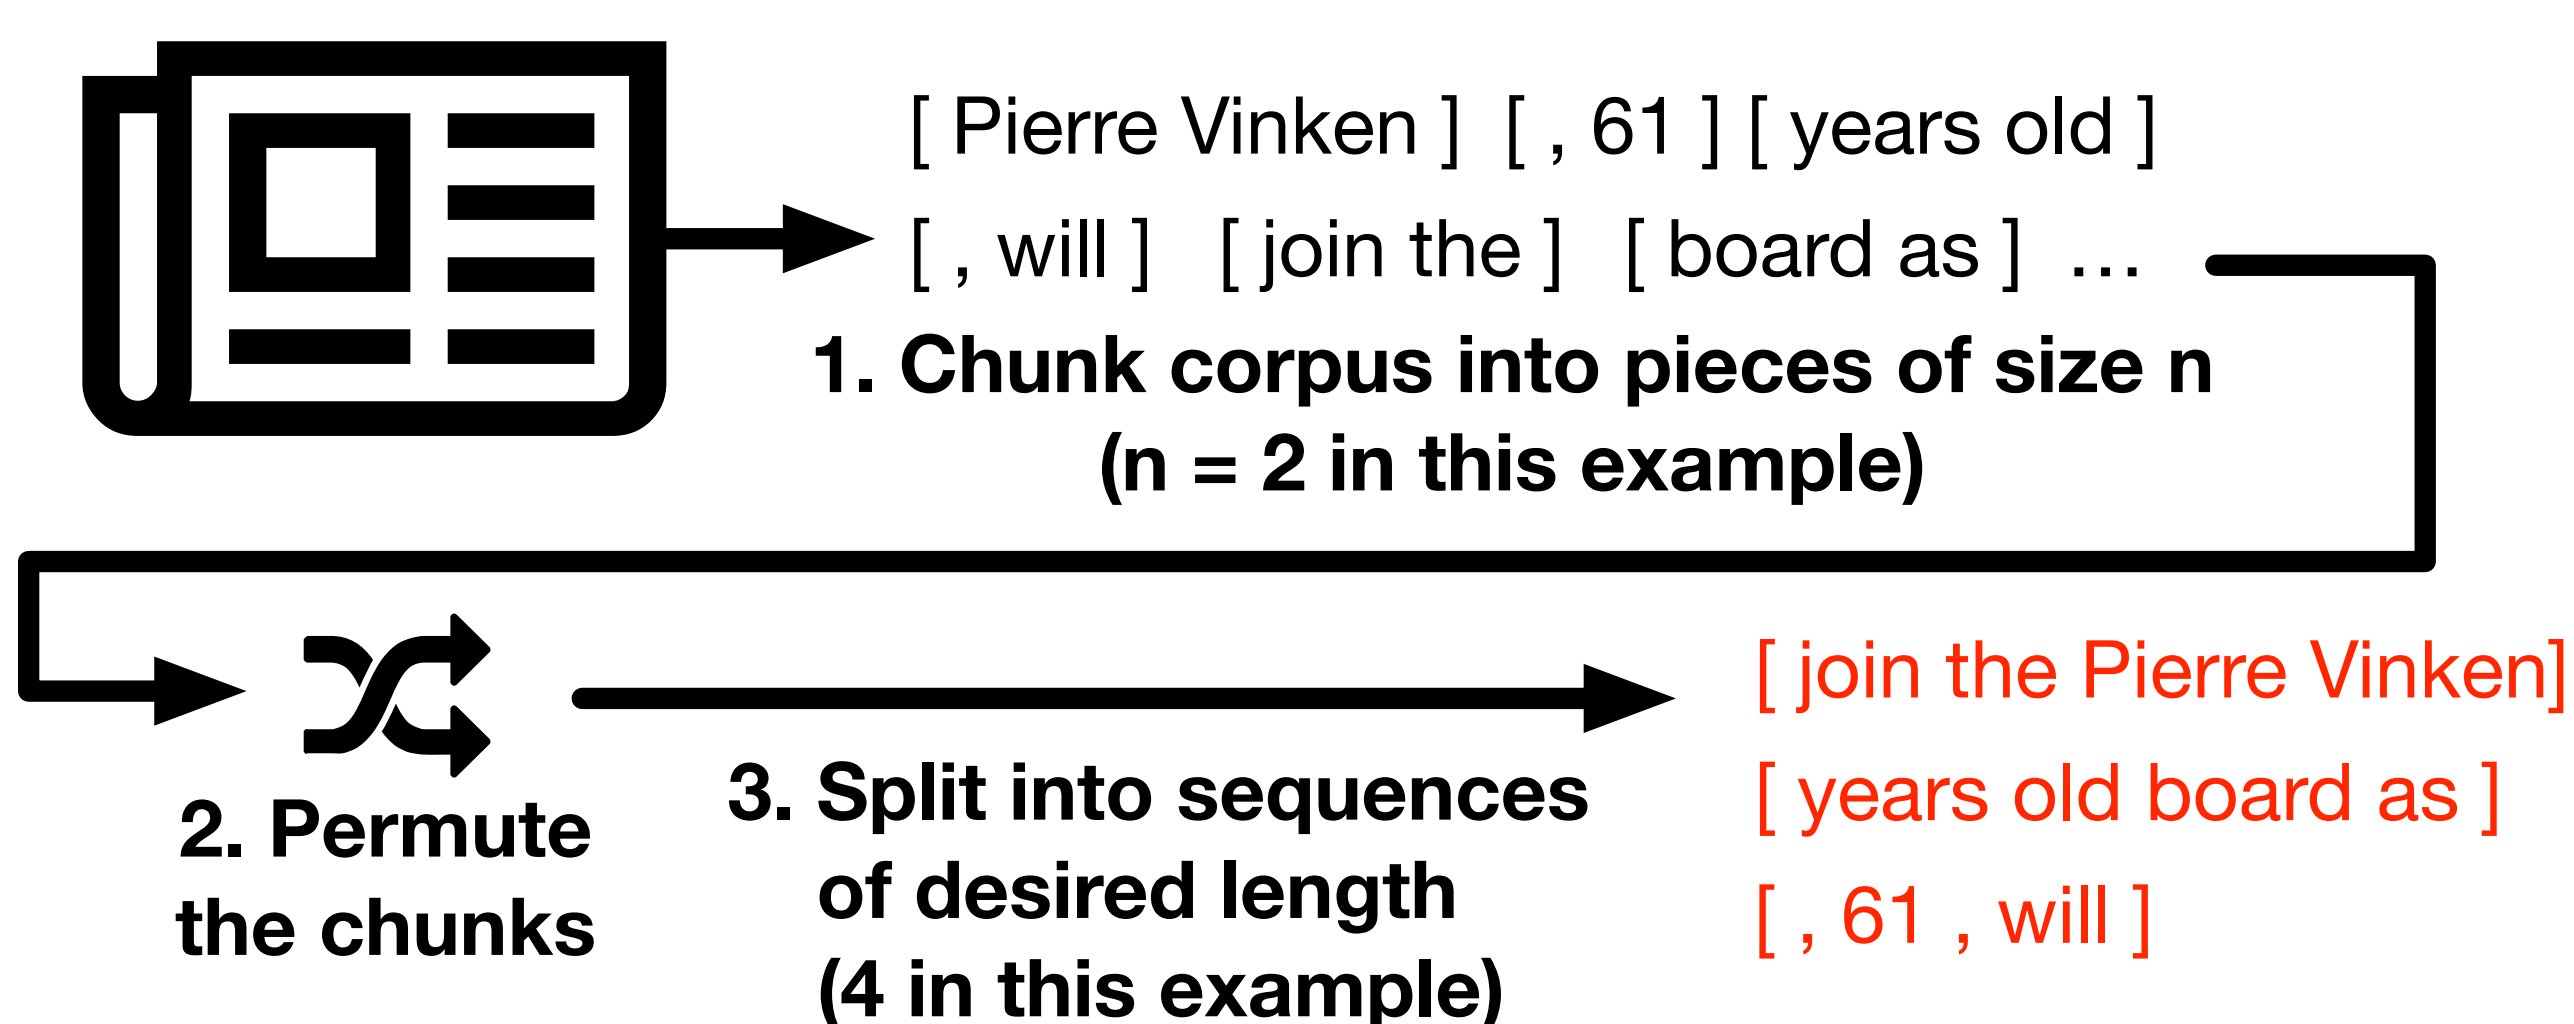 [ Pierre Vinken ] [ , 61 ] [ years old ]
[ , will ] [ join the ] [ board as ] ...
1. Chunk corpus into pieces of size n
(n = 2 in this example)
[ join the Pierre Vinken]
[ years old board as ]
[ , 61 , will ]
2. Permute
the chunks
3. Split into sequences
of desired length
(4 in this example)